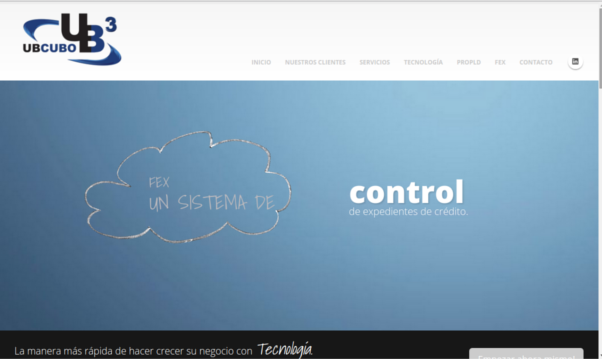 UB3
UBCUBO
INICIO NUESTROS CLIENTES SERVICIOS TECNOLOGÍA PROPLD FEX CONTACTO in
FEX
UN SISTEMA DE
control
de expedientes de crédito.
La manera más rápida de hacer crecer su negocio con Tecnología.